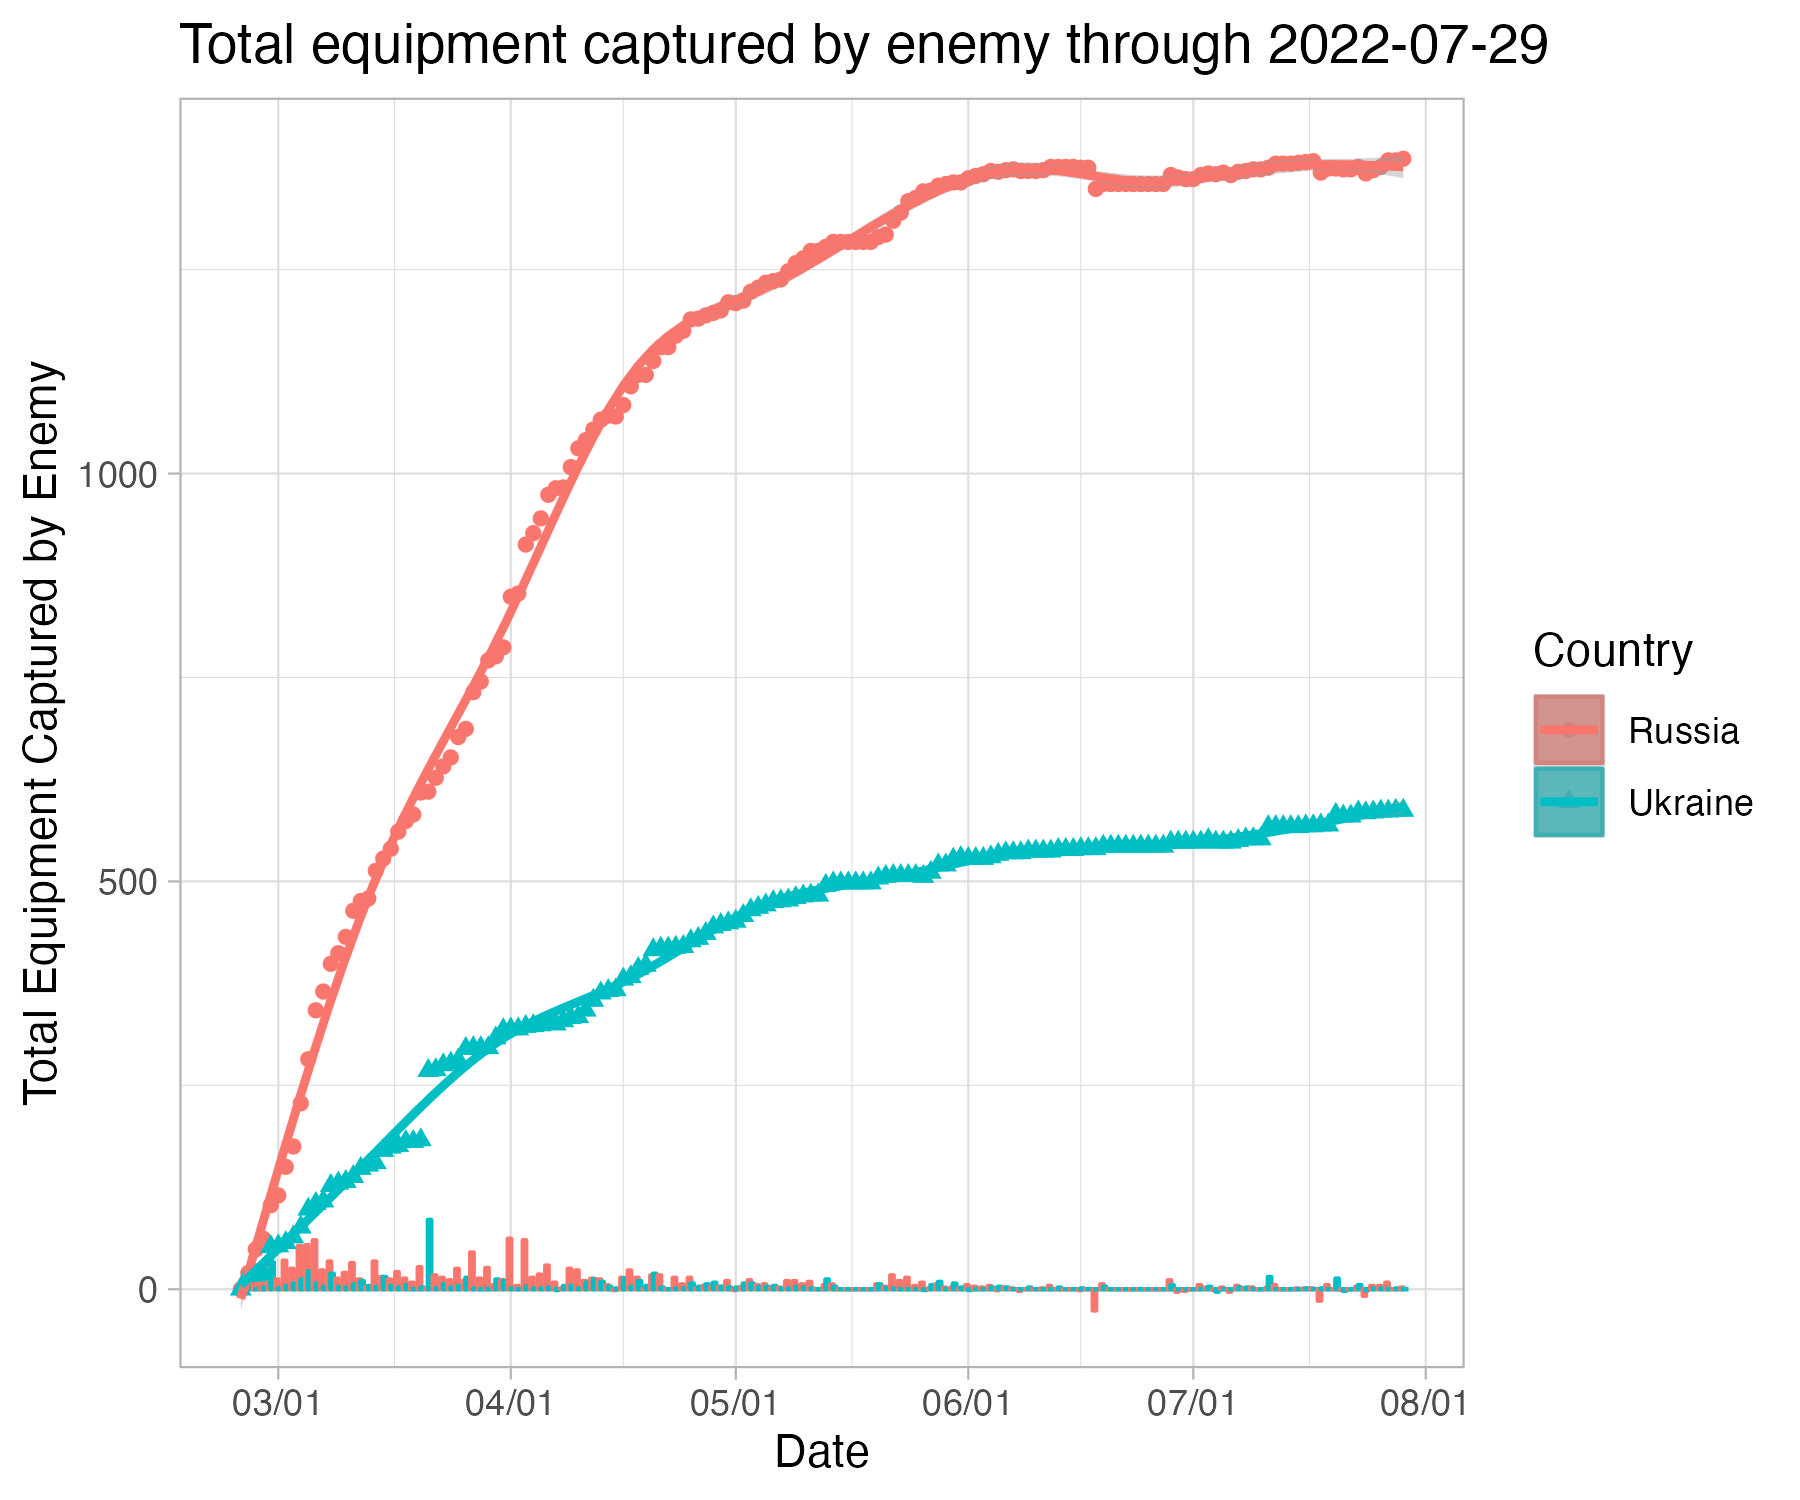 Total equipment captured by enemy through 2022-07-29
Total Equipment Captured by Enemy
1000
500
0
03/01
04/01
05/01
06/01
07/01
08/01
Date
Country
Russia
Ukraine